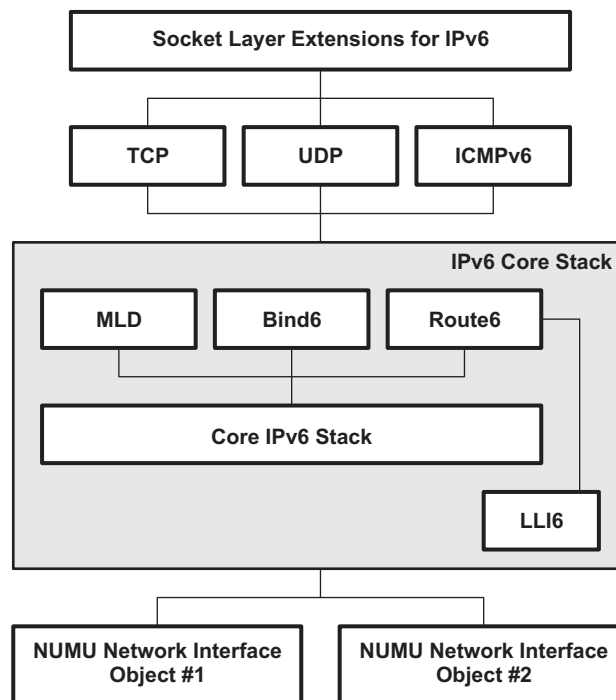 Socket Layer Extensions for IPv6
TCP
UDP
ICMPv6
IPv6 Core Stack
MLD
Bind6
Route6
Core IPv6 Stack
LLI6
NUMU Network Interface
Object #1
NUMU Network Interface
Object #2